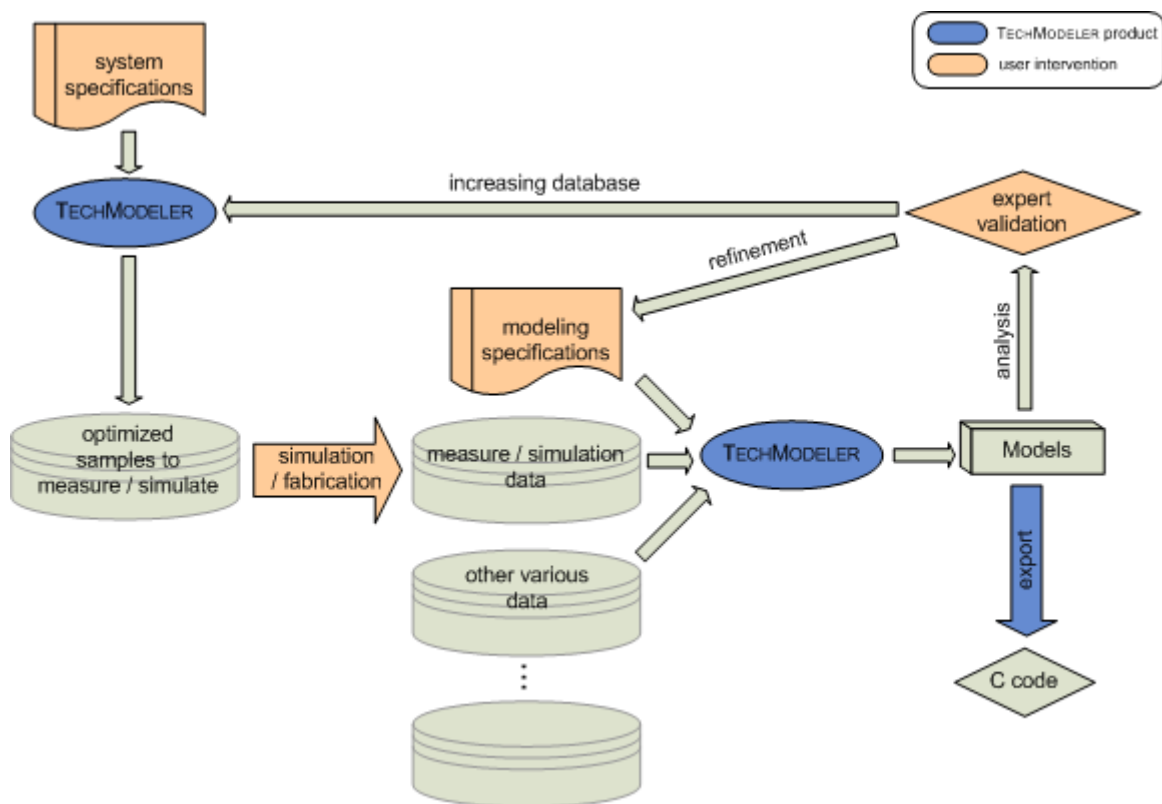 system
specifications
TECHMODELER product
user intervention
increasing database
TECHMODELER
expert
validation
refinement
modeling
specifications
analysis
optimized
samples to
measure / simulate
simulation
/ fabrication
measure / simulation
data
TECHMODELER
Models
export
other various
data
C code